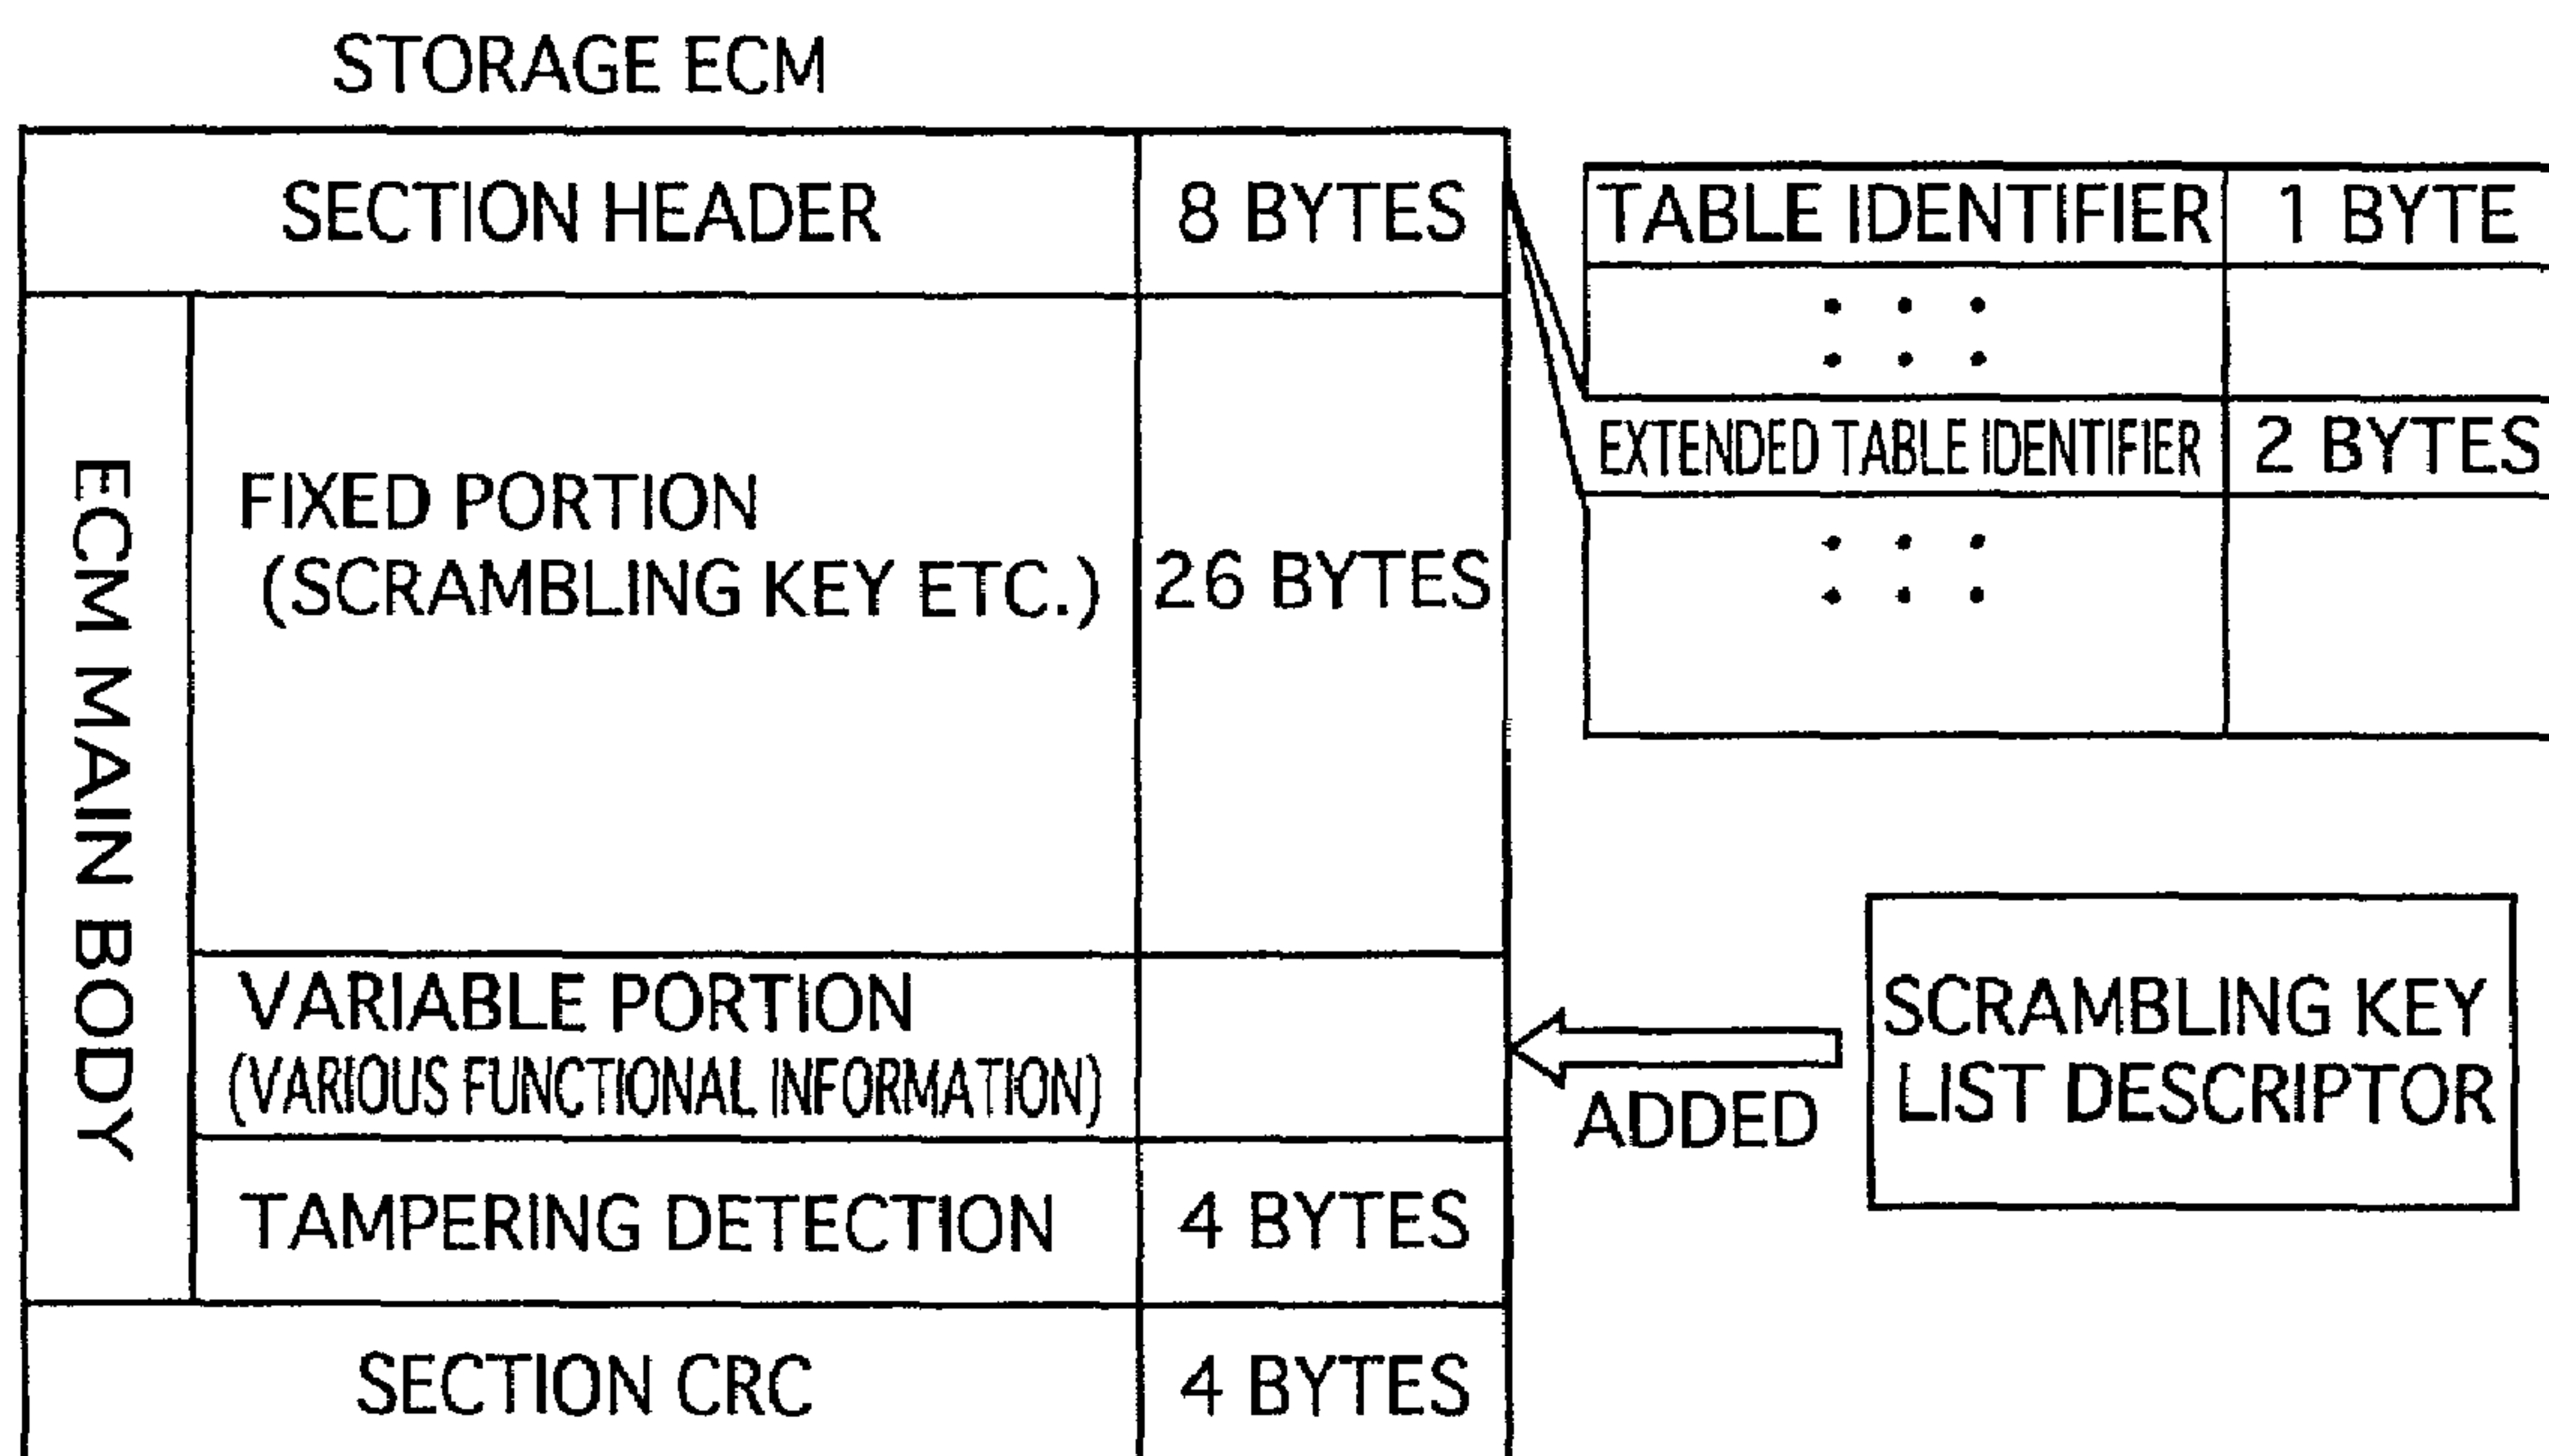 STORAGE ECM
SECTION HEADER
8 BYTES
ECM MAIN BODY
FIXED PORTION
(SCRAMBLING KEY ETC.)
26 BYTES
VARIABLE PORTION
(VARIOUS FUNCTIONAL INFORMATION)
TAMPERING DETECTION
4 BYTES
SECTION CRC
4 BYTES
TABLE IDENTIFIER
1 BYTE
EXTENDED TABLE IDENTIFIER
2 BYTES
ADDED
SCRAMBLING KEY
LIST DESCRIPTOR